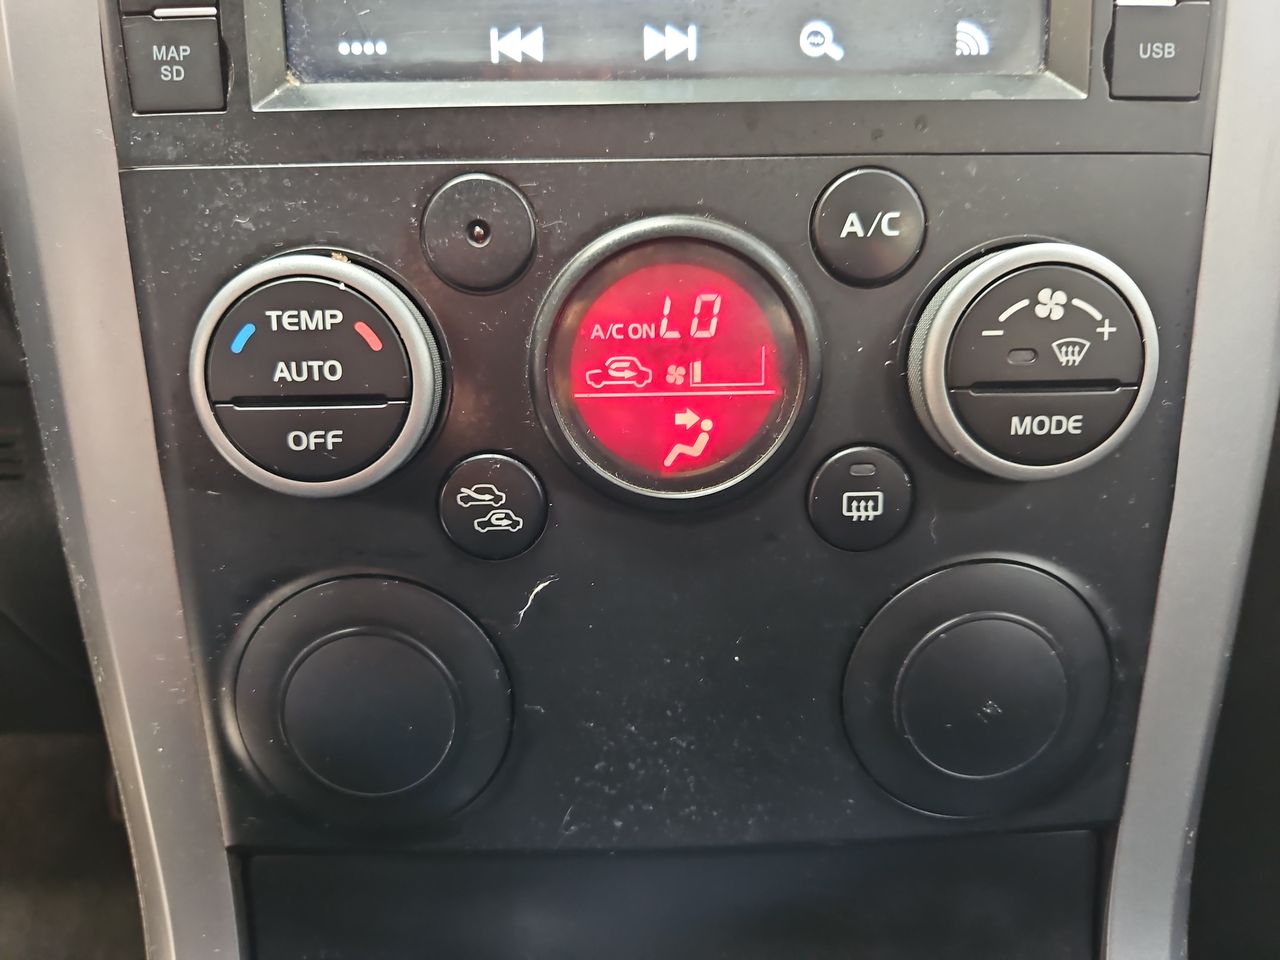 MAP
SD
USB
A/C
TEMP
AUTO
OFF
A/C ON LO
- +
MODE